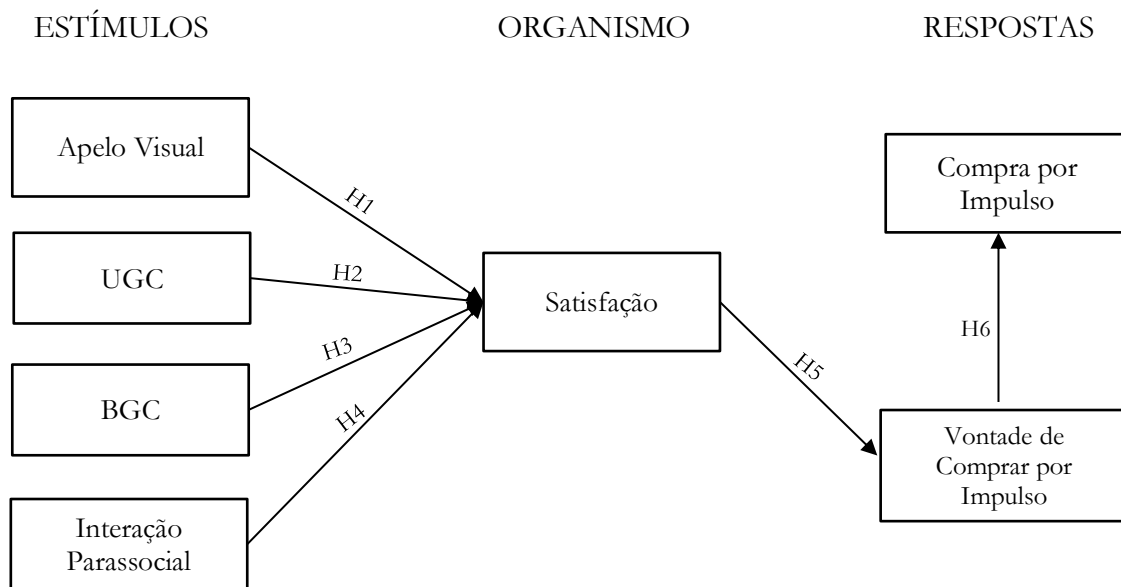 ESTÍMULOS
ORGANISMO
RESPOSTAS
Apelo Visual
UGC
BGC
Interação
Parassocial
H1
H2
H3
H4
Satisfação
H5
Compra por
Impulso
H6
Vontade de
Comprar por
Impulso